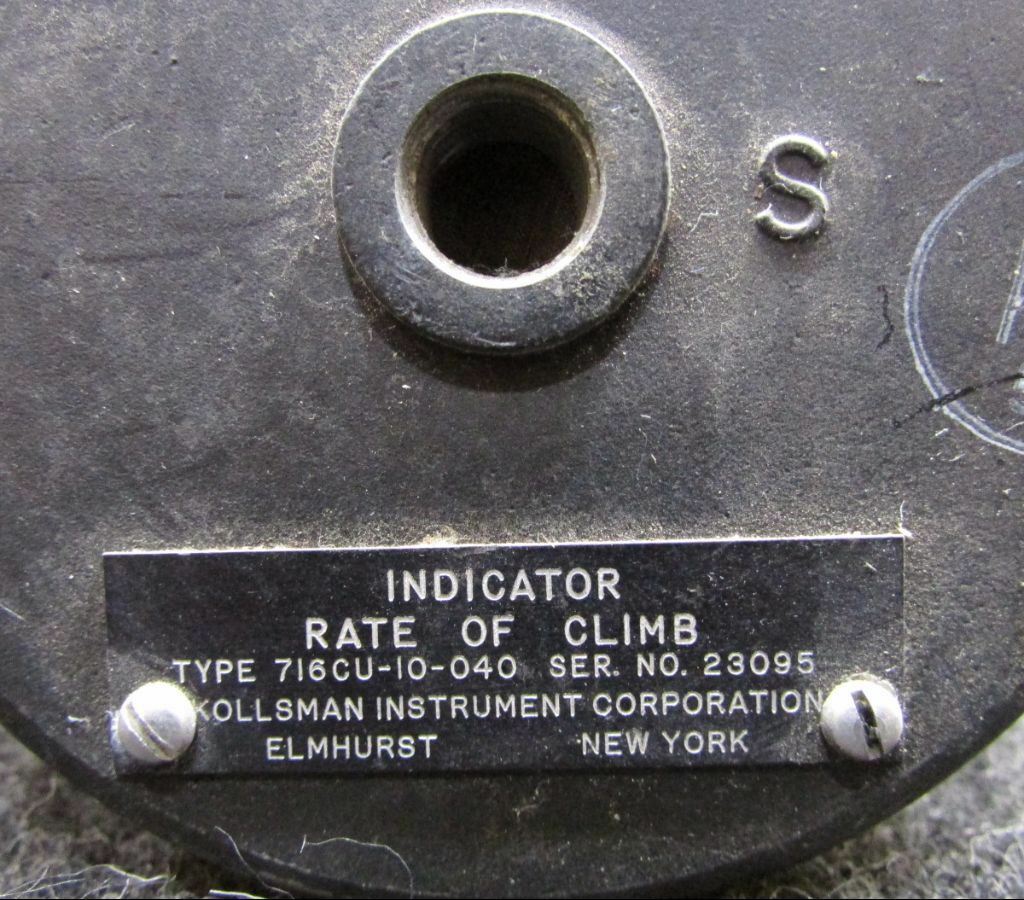 S
INDICATOR
RATE OF CLIMB
TYPE 716CU-10-040 SER. NO. 23095
KOLLSMAN INSTRUMENT CORPORATION
ELMHURST NEW YORK